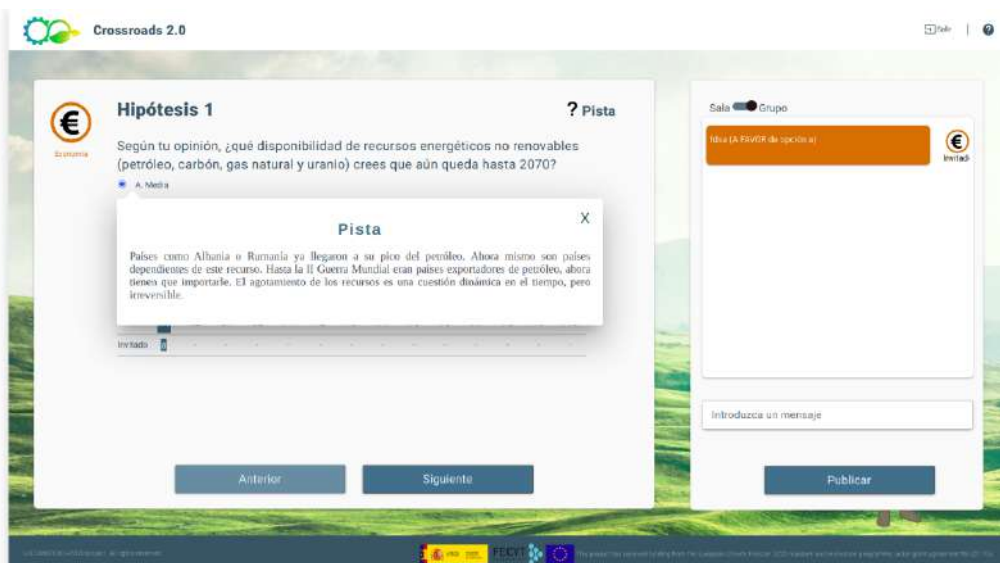 Crossroads 2.0
Salir
Hipótesis 1
? Pista
Economía
Según tu opinión, ¿qué disponibilidad de recursos energéticos no renovables
(petróleo, carbón, gas natural y uranio) crees que aún queda hasta 2070?
A. Media
Pista
X
Países como Albania o Rumanía ya llegaron a su pico del petróleo. Ahora mismo son países
dependientes de este recurso. Hasta la II Guerra Mundial eran países exportadores de petróleo, ahora
tienen que importarle. El agotamiento de los recursos es una cuestión dinámica en el tiempo, pero
irreversible.
Invitado a - - - - - - - - - - - - -
Anterior
Siguiente
Sala Grupo
Idea (A FAVOR de opción a)
Invitad
Introduzca un mensaje
Publicar
FECYT